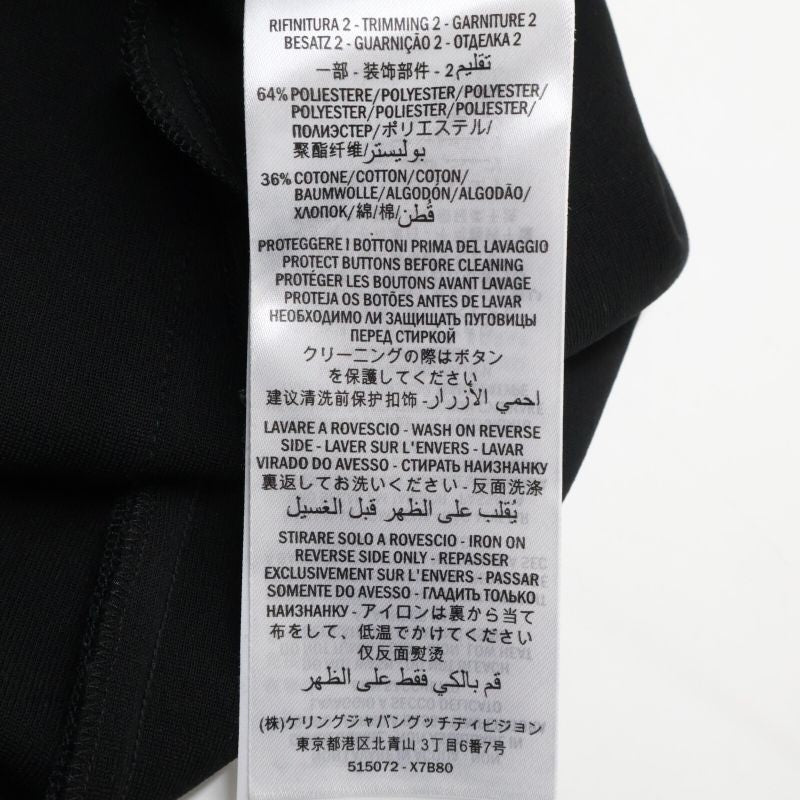 RIFINITURA 2 - TRIMMING 2 - GARNITURE 2
BESATZ 2 - GUARNIÇÃO 2 - ОТДЕЛКА 2
一部 - 装饰部件 - 2 تقليم
64% POLIESTERE/POLYESTER/POLYESTER/
POLYESTER/POLIESTER/POLIESTER/
ПОЛИЭСТЕР/ポリエステル/
聚酯纤维/بوليستر
36% COTONE/COTTON/COTON/
BAUMWOLLE/ALGODÓN/ALGODÃO/
ХЛОПОК/綿/棉/قُطن
PROTEGGERE I BOTTONI PRIMA DEL LAVAGGIO
PROTECT BUTTONS BEFORE CLEANING
PROTÉGER LES BOUTONS AVANT LAVAGE
PROTEJA OS BOTÕES ANTES DE LAVAR
НЕОБХОДИМО ЛИ ЗАЩИЩАТЬ ПУГОВИЦЫ
ПЕРЕД СТИРКОЙ
クリーニングの際はボタン
を保護してください
建议清洗前保护扣饰-احمي الأزرار
LAVARE A ROVESCIO - WASH ON REVERSE
SIDE - LAVER SUR L'ENVERS - LAVAR
VIRADO DO AVESSO - СТИРАТЬ НАИЗНАНКУ
裏返してお洗いください - 反面洗涤
يُقلب على الظهر قبل الغسيل
STIRARE SOLO A ROVESCIO - IRON ON
REVERSE SIDE ONLY - REPASSER
EXCLUSIVEMENT SUR L'ENVERS - PASSAR
SOMENTE DO AVESSO - ГЛАДИТЬ ТОЛЬКО
НАИЗНАНКУ - アイロンは裏から当て
布をして、低温でかけてください
仅反面熨烫
قم بالكي فقط على الظهر
(株)ケリングジャパングッチディビジョン
東京都港区北青山 3丁目6番7号
515072 - X7B80